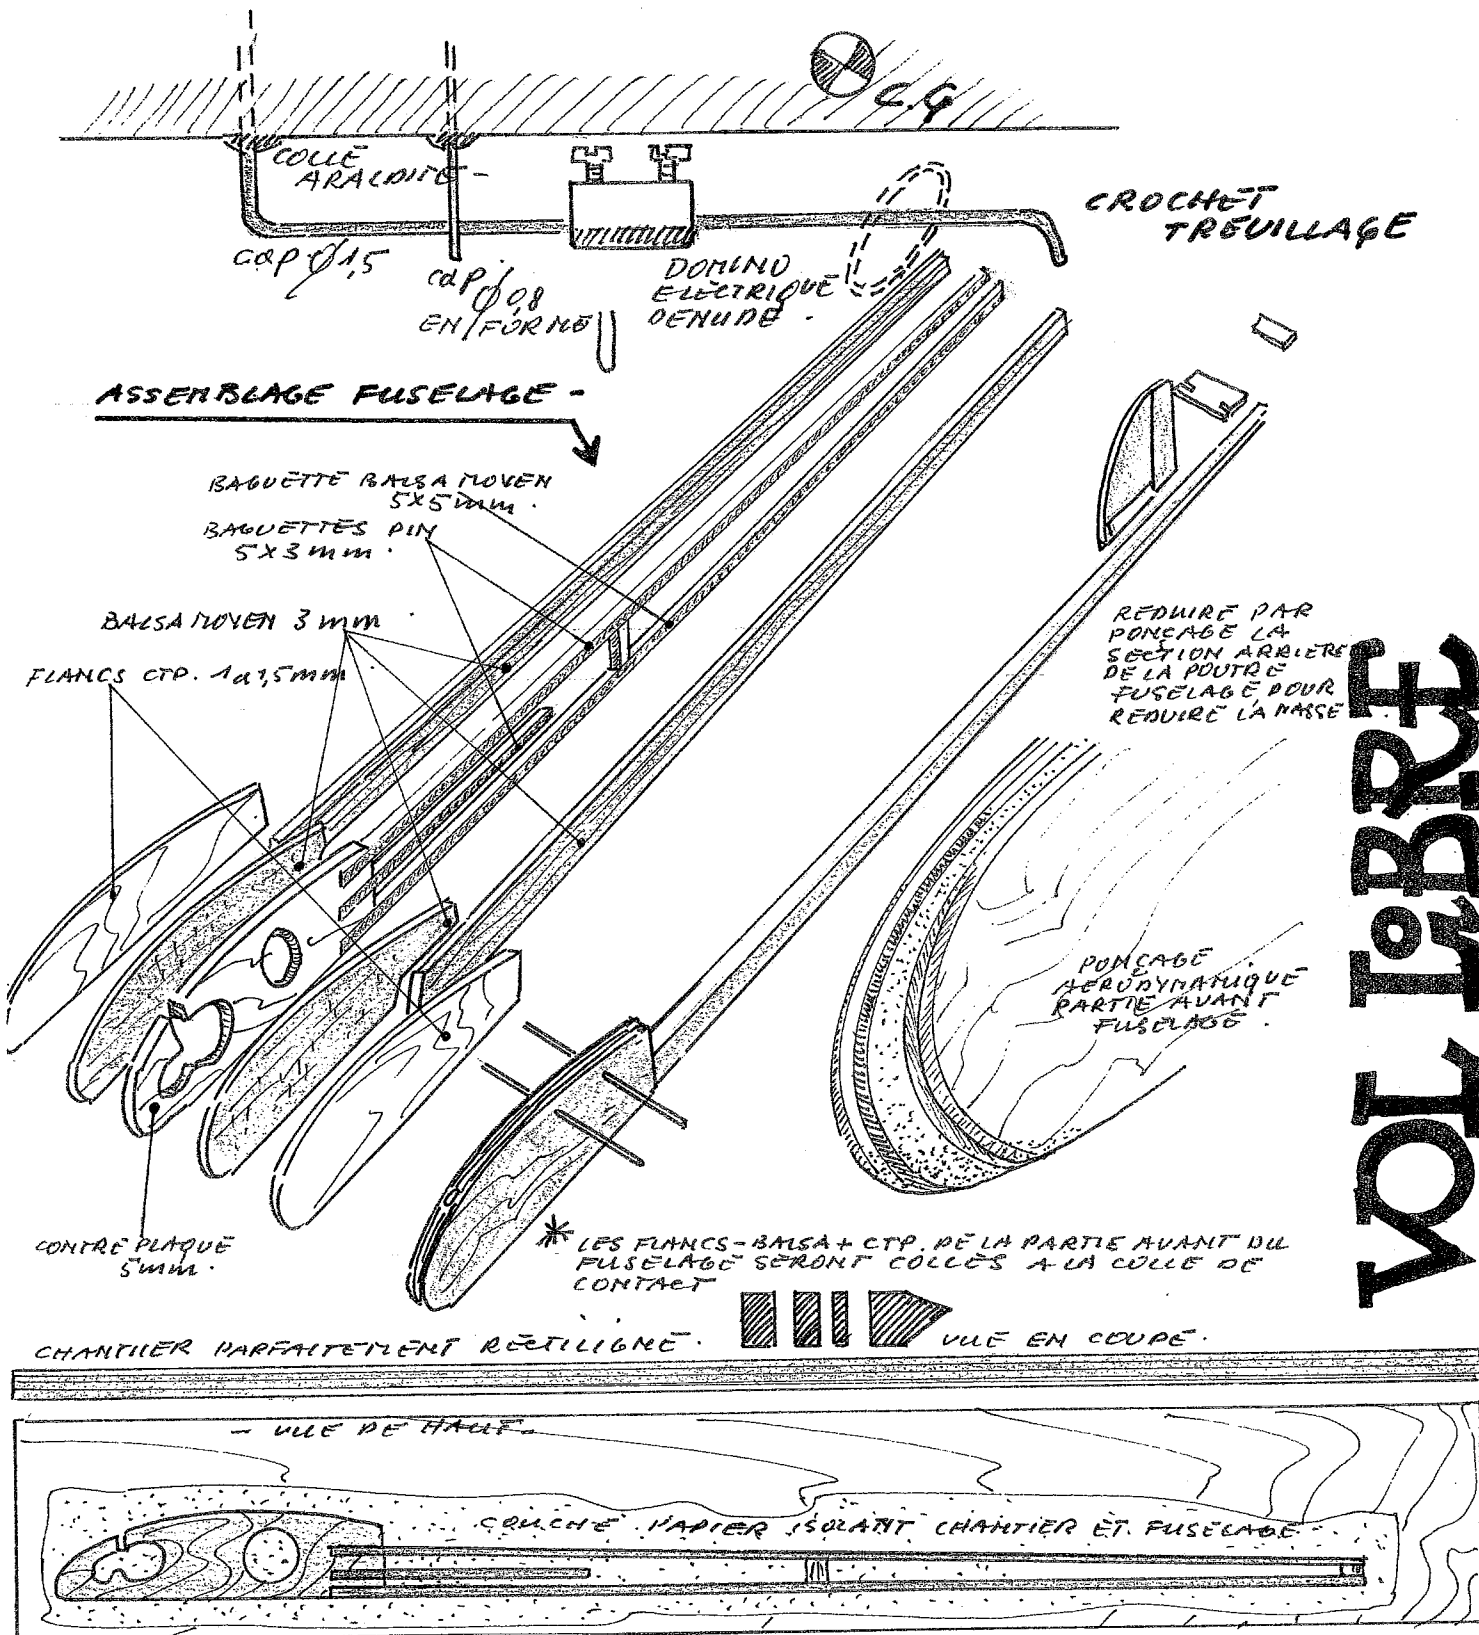 C.G
COLLE
ARALDITE -
CROCHET
TREUILLAGE
CAP Ø 1,5
CAP Ø 0,8
EN FORME
DOMINO
ELECTRIQUE
DENUDE .
ASSEMBLAGE FUSELAGE -
BAGUETTE BALSA MOYEN
5X5mm .
BAGUETTES PIN
5X3mm .
BALSA MOYEN 3mm
FLANCS CTP. 1 a 1,5mm
REDUIRE PAR
PONÇAGE LA
SECTION ARRIERE
DE LA POUTRE
FUSELAGE POUR
REDUIRE LA MASSE .
VOL LIBRE
PONÇAGE
AERODYNAMIQUE
PARTIE AVANT
FUSELAGE .
CONTRE PLAQUE
5mm .
* LES FLANCS - BALSA + CTP. DE LA PARTIE AVANT DU
FUSELAGE SERONT COLLES A LA COLLE DE
CONTACT
CHANTIER PARFAITEMENT RECTILIGNE .
VUE EN COUPE .
- VUE DE HAUT -
COUCHE PAPIER ISOLANT CHANTIER ET FUSELAGE -